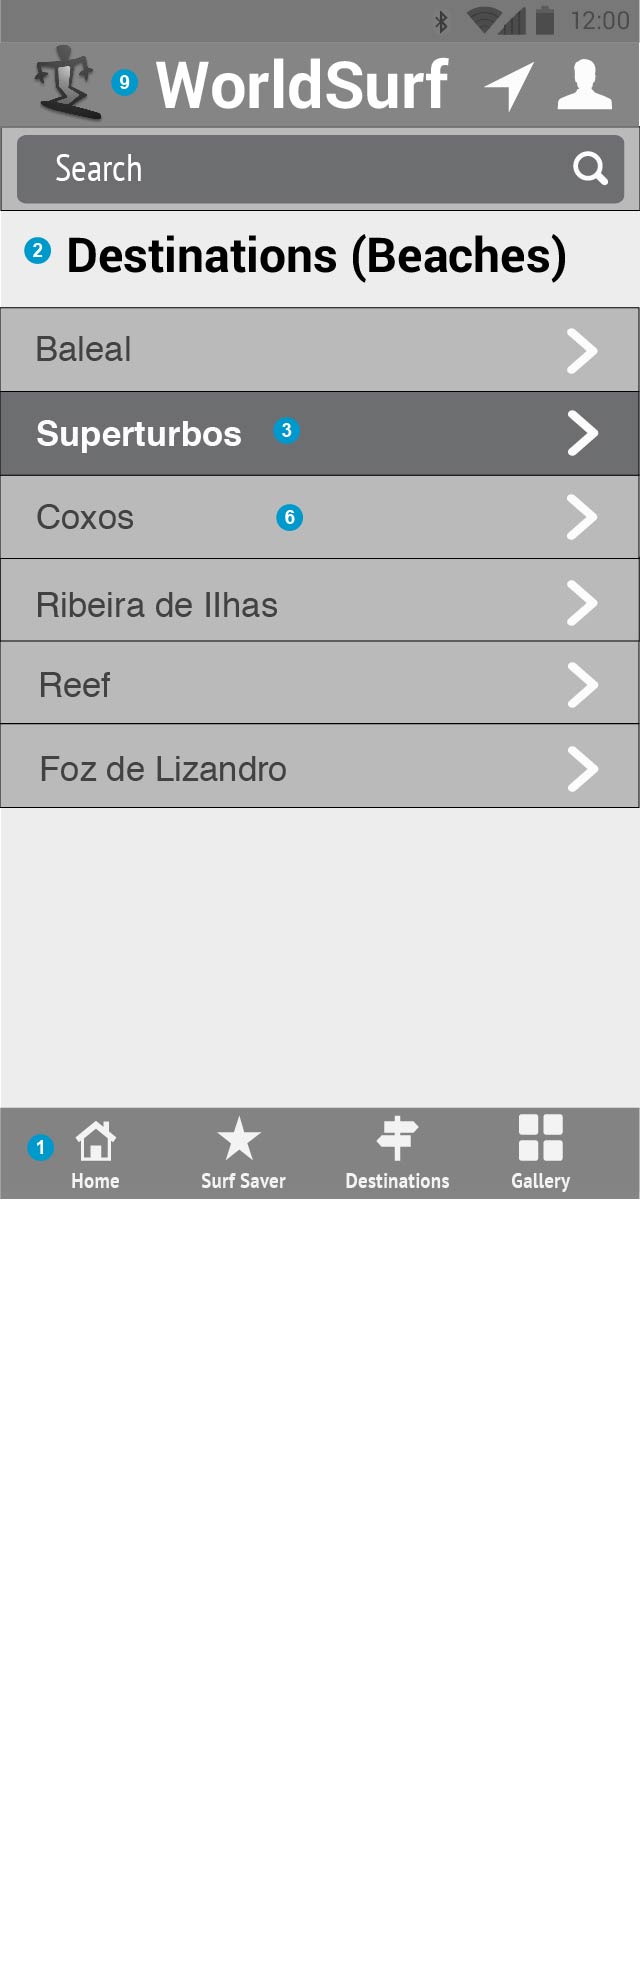 12:00
9 WorldSurf
Search
2 Destinations (Beaches)
Baleal
Superturbos 3
Coxos 6
Ribeira de Ilhas
Reef
Foz de Lizandro
1 Home Surf Saver Destinations Gallery